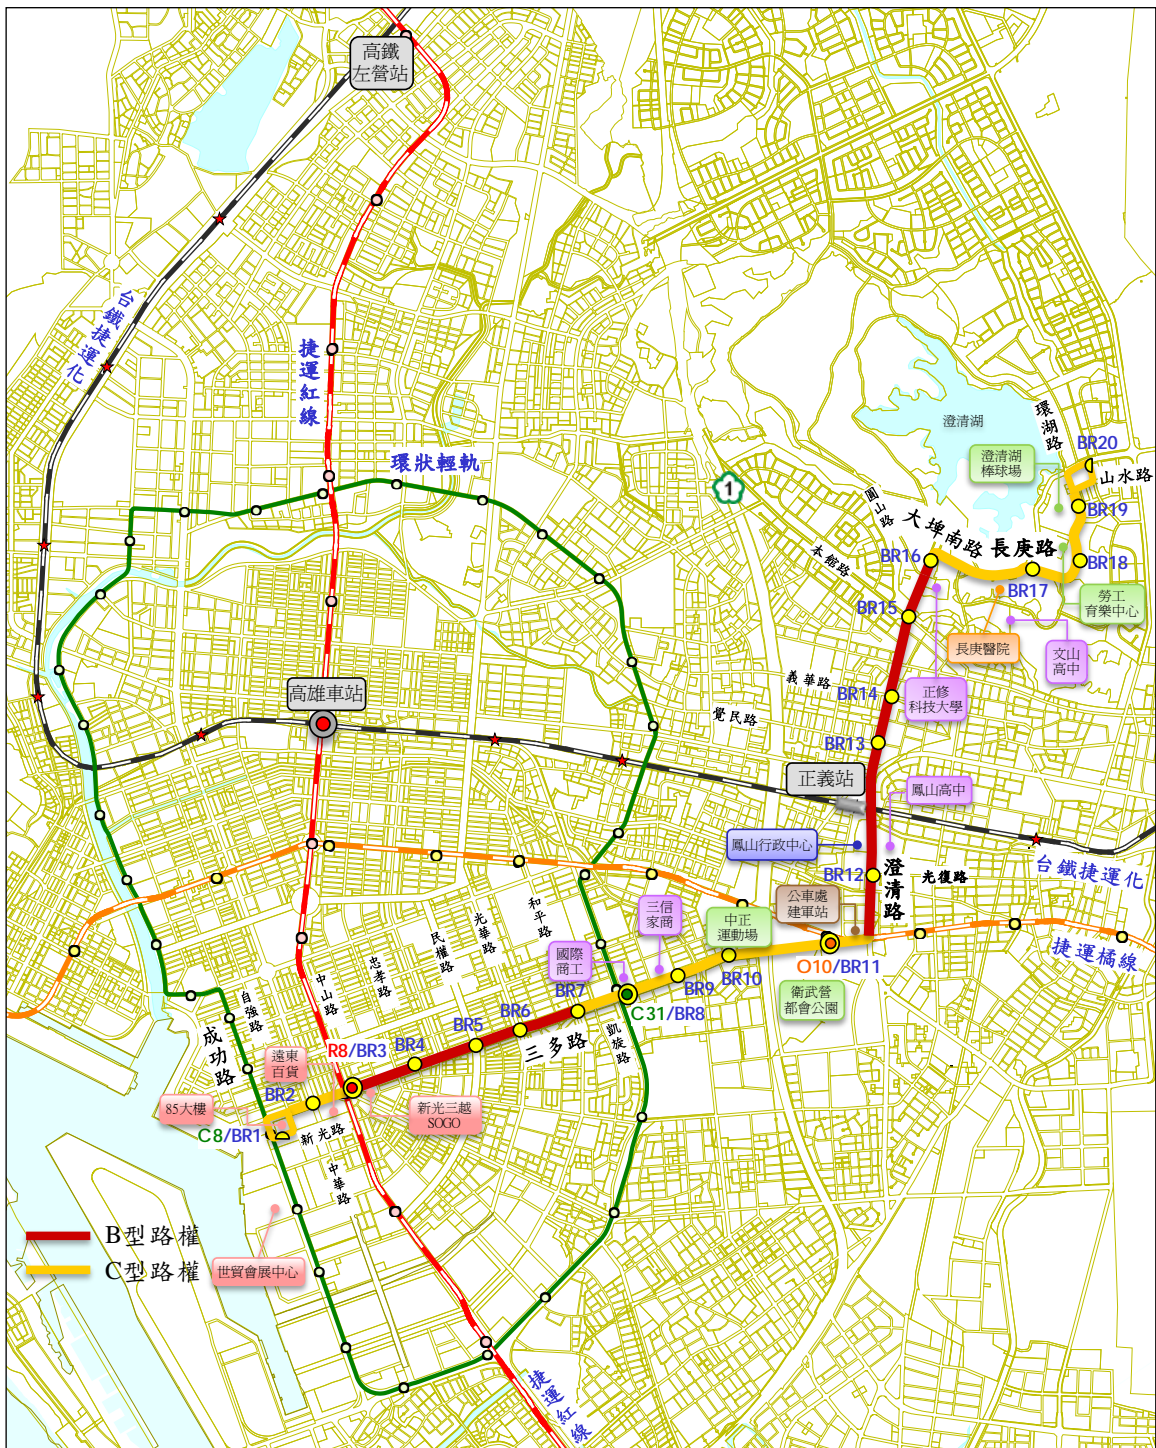 高鐵
左營站
台鐵捷運化
捷運紅線
環狀輕軌
1
澄清湖
環湖路
BR20
澄清湖
棒球場
山水路
圓山路
大埤南路
長庚路
BR19
本館路
BR16
BR17
BR18
BR15
勞工
育樂中心
長庚醫院
文山
高中
義華路
BR14
正修
科技大學
高雄車站
覺民路
BR13
正義站
鳳山高中
鳳山行政中心
BR12
澄清路
光復路
台鐵捷運化
公車處
建軍站
三信
家商
中正
運動場
和平路
光華路
民權路
忠孝路
中山路
國際
商工
捷運橘線
O10/BR11
BR10
BR9
衛武營
都會公園
自強路
成功路
BR7
C31/BR8
BR6
BR5
三多路
凱旋路
遠東
百貨
R8/BR3
BR4
BR2
85大樓
新光三越
SOGO
C8/BR1
新光路
中華路
B型路權
C型路權
世貿會展中心
捷運紅線